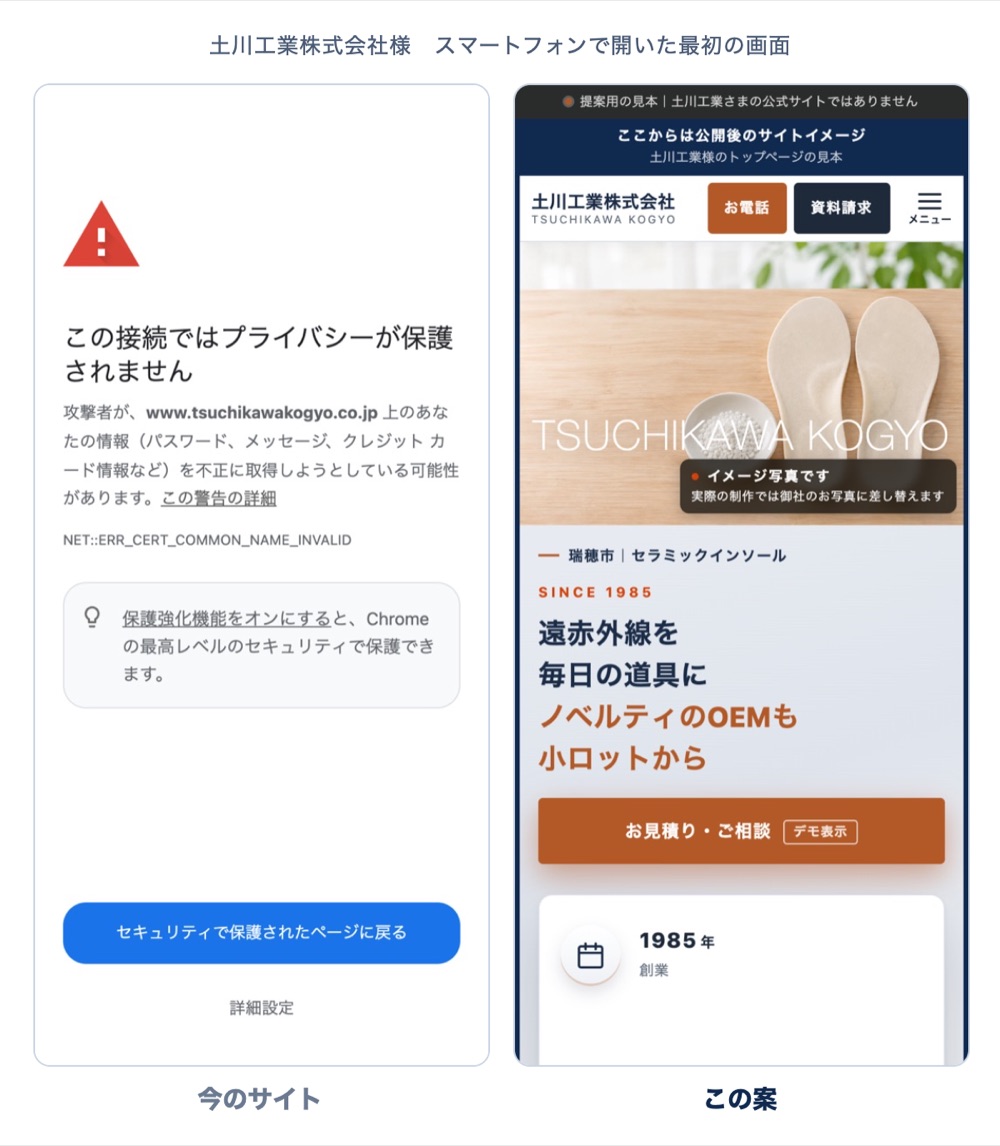 土川工業株式会社様　スマートフォンで開いた最初の画面
この接続ではプライバシーが保護
されません
攻撃者が、www.tsuchikawakogyo.co.jp 上のあな
たの情報（パスワード、メッセージ、クレジット カ
ード情報など）を不正に取得しようとしている可能性
があります。この警告の詳細
NET::ERR_CERT_COMMON_NAME_INVALID
保護強化機能をオンにすると、Chrome
の最高レベルのセキュリティで保護でき
ます。
セキュリティで保護されたページに戻る
詳細設定
今のサイト
提案用の見本｜土川工業さまの公式サイトではありません
ここからは公開後のサイトイメージ
土川工業様のトップページの見本
土川工業株式会社
TSUCHIKAWA KOGYO
お電話
資料請求
メニュー
TSUCHIKAWA KOGYO
イメージ写真です
実際の制作では御社のお写真に差し替えます
瑞穂市｜セラミックインソール
SINCE 1985
遠赤外線を
毎日の道具に
ノベルティのOEMも
小ロットから
お見積り・ご相談 デモ表示
1985年
創業
この案